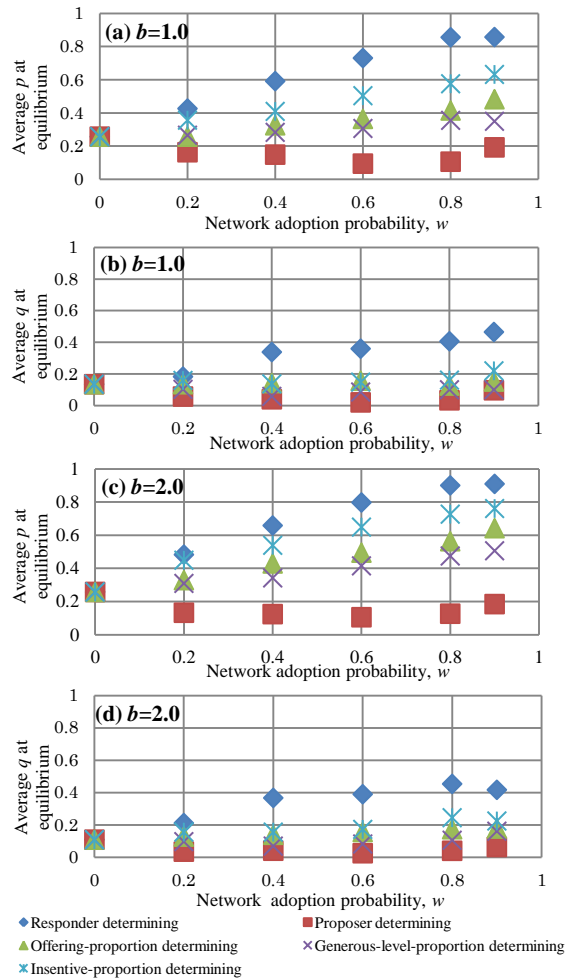 (a) b=1.0
Average p at
equilibrium
1
0.8
0.6
0.4
0.2
0
0 0.2 0.4 0.6 0.8 1
Network adoption probability, w
(b) b=1.0
Average q at
equilibrium
1
0.8
0.6
0.4
0.2
0
0 0.2 0.4 0.6 0.8 1
Network adoption probability, w
(c) b=2.0
Average p at
equilibrium
1
0.8
0.6
0.4
0.2
0
0 0.2 0.4 0.6 0.8 1
Network adoption probability, w
(d) b=2.0
Average q at
equilibrium
1
0.8
0.6
0.4
0.2
0
0 0.2 0.4 0.6 0.8 1
Network adoption probability, w
Responder determining
Proposer determining
Offering-proportion determining
Generous-level-proportion determining
Insentive-proportion determining